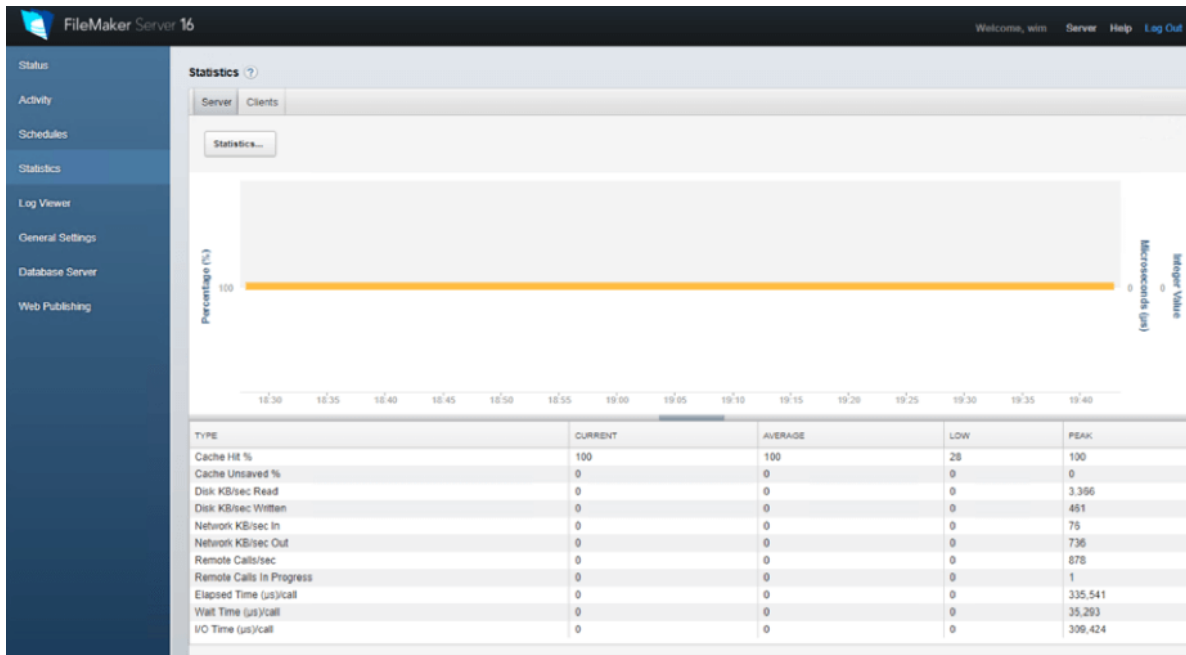 FileMaker Server 16
Welcome, wim Server Help Log Out
Status
Activity
Schedules
Statistics
Log Viewer
General Settings
Database Server
Web Publishing
Statistics ?
Server Clients
Statistics...
Percentage (%)
100
0
Microseconds (µs)
0
Integer Value
18:30 18:35 18:40 18:45 18:50 18:55 19:00 19:05 19:10 19:15 19:20 19:25 19:30 19:35 19:40
TYPE CURRENT AVERAGE LOW PEAK
Cache Hit % 100 100 28 100
Cache Unsaved % 0 0 0 0
Disk KB/sec Read 0 0 0 3,366
Disk KB/sec Written 0 0 0 461
Network KB/sec In 0 0 0 76
Network KB/sec Out 0 0 0 736
Remote Calls/sec 0 0 0 878
Remote Calls In Progress 0 0 0 1
Elapsed Time (µs)/call 0 0 0 335,541
Wait Time (µs)/call 0 0 0 35,293
I/O Time (µs)/call 0 0 0 309,424